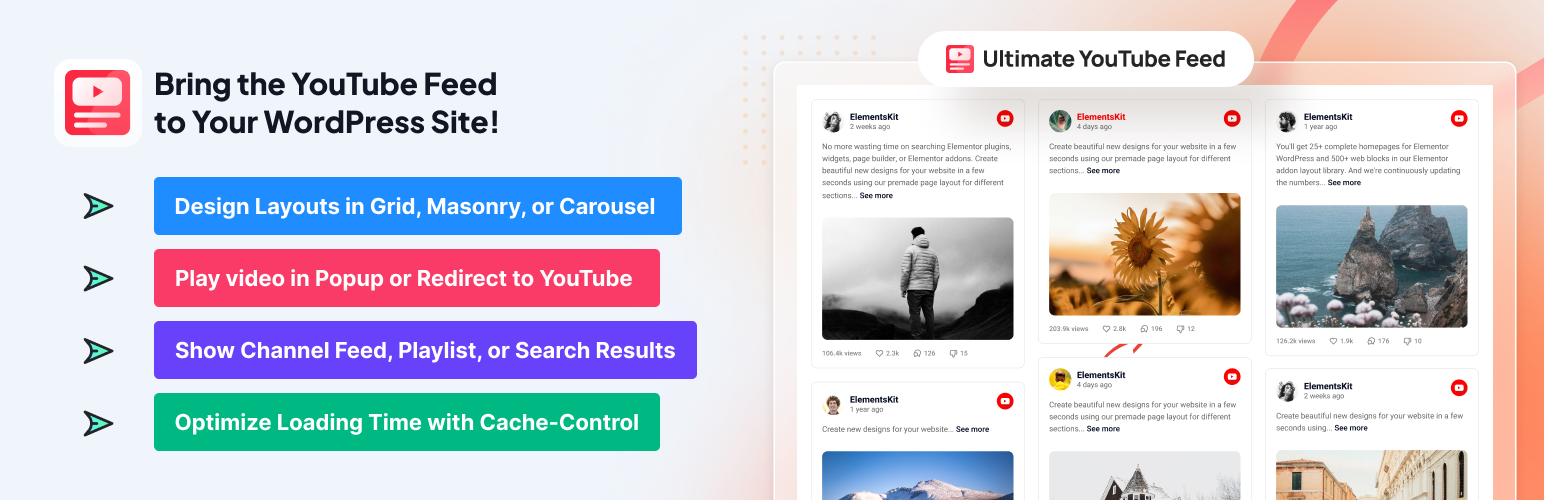 Bring the YouTube Feed
to Your WordPress Site!
Design Layouts in Grid, Masonry, or Carousel
Play video in Popup or Redirect to YouTube
Show Channel Feed, Playlist, or Search Results
Optimize Loading Time with Cache-Control
Ultimate YouTube Feed
ElementsKit
2 weeks ago
No more wasting time on searching Elementor plugins,
widgets, page builder, or Elementor addons. Create
beautiful new designs for your website in a few
seconds using our premade page layout for different
sections... See more
106.4k views 2.3k 126 15
ElementsKit
1 year ago
Create new designs for your website... See more
ElementsKit
4 days ago
Create beautiful new designs for your website in a few
seconds using our premade page layout for different
sections... See more
203.9k views 2.8k 196 12
ElementsKit
4 days ago
Create beautiful new designs for your website in a few
seconds using our premade page layout for different
sections... See more
ElementsKit
1 year ago
You'll get 25+ complete homepages for Elementor
WordPress and 500+ web blocks in our Elementor
addon layout library. And we're continuously updating
the numbers... See more
126.2k views 1.9k 176 10
ElementsKit
2 weeks ago
Create beautiful new designs for your website in a few
seconds using... See more